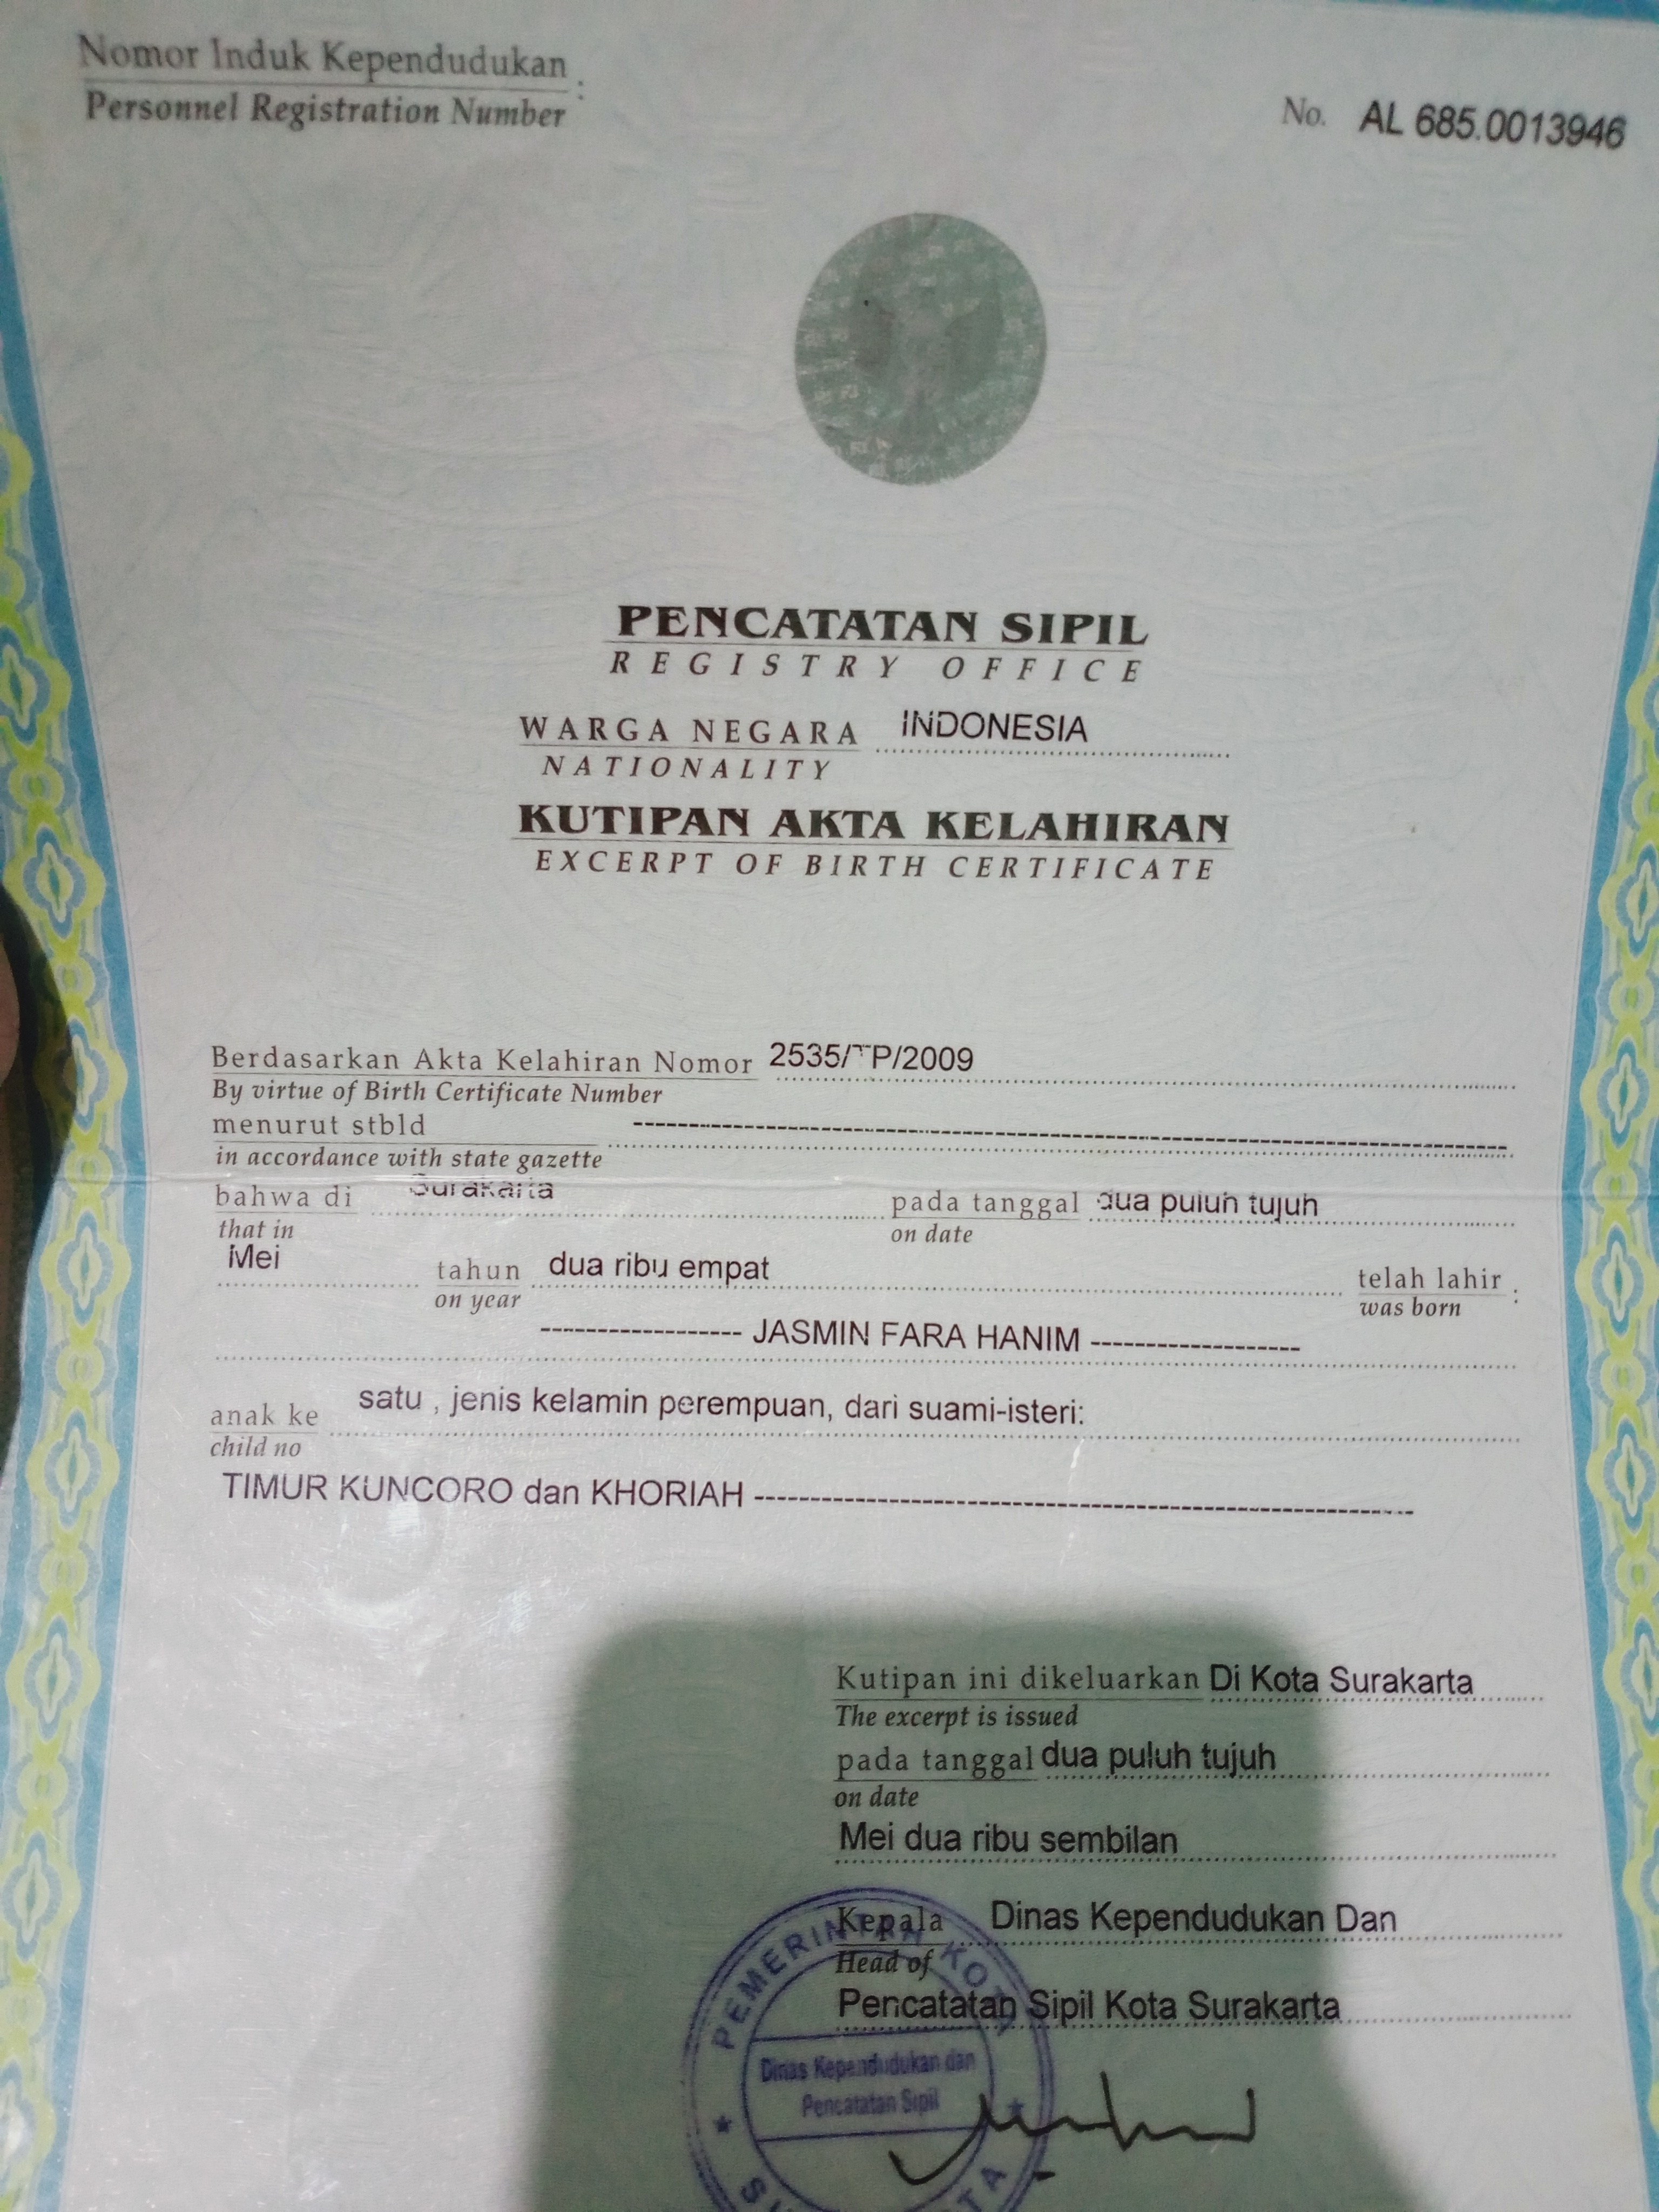 Nomor Induk Kependudukan :
Personnel Registration Number
No. AL 685.0013946
PENCATATAN SIPIL
REGISTRY OFFICE
WARGA NEGARA INDONESIA
NATIONALITY
KUTIPAN AKTA KELAHIRAN
EXCERPT OF BIRTH CERTIFICATE
Berdasarkan Akta Kelahiran Nomor 2535/TP/2009
By virtue of Birth Certificate Number
menurut stbld ----------
in accordance with state gazette
bahwa di Surakarta pada tanggal dua puluh tujuh
that in on date
Mei tahun dua ribu empat telah lahir :
on year was born
------------------ JASMIN FARA HANIM ------------------
anak ke satu , jenis kelamin perempuan, dari suami-isteri:
child no
TIMUR KUNCORO dan KHORIAH ----------
Kutipan ini dikeluarkan Di Kota Surakarta
The excerpt is issued
pada tanggal dua puluh tujuh
on date
Mei dua ribu sembilan
Kepala Dinas Kependudukan Dan
Head of
Pencatatan Sipil Kota Surakarta
PEMERINTAH KOTA
Dinas Kependudukan dan
Pencatatan Sipil